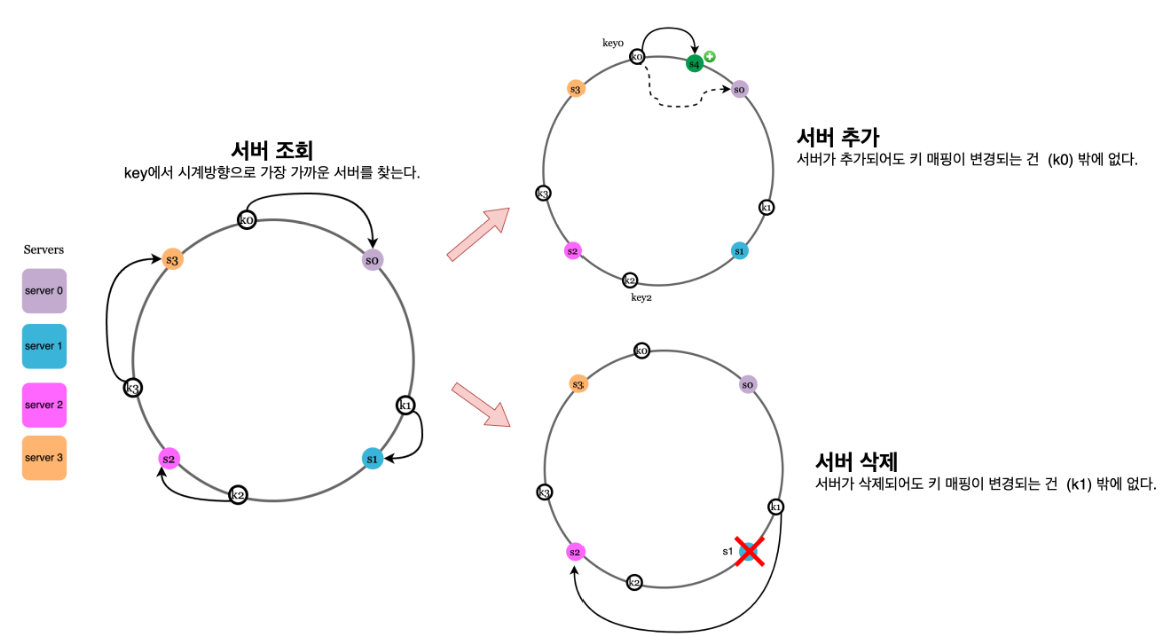 서버 조회
key에서 시계방향으로 가장 가까운 서버를 찾는다.
Servers
server 0
server 1
server 2
server 3
k0
s0
k1
s1
k2
s2
k3
s3
서버 추가
서버가 추가되어도 키 매핑이 변경되는 건 (k0) 밖에 없다.
key0
k0
s4
s0
k1
s1
k2
key2
s2
k3
s3
서버 삭제
서버가 삭제되어도 키 매핑이 변경되는 건 (k1) 밖에 없다.
k0
s0
k1
s1
k2
s2
k3
s3